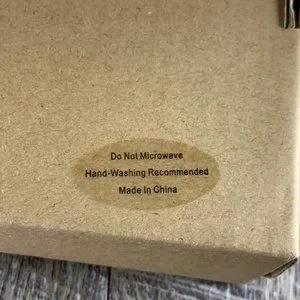 Do Not Microwave
Hand-Washing Recommended
Made In China